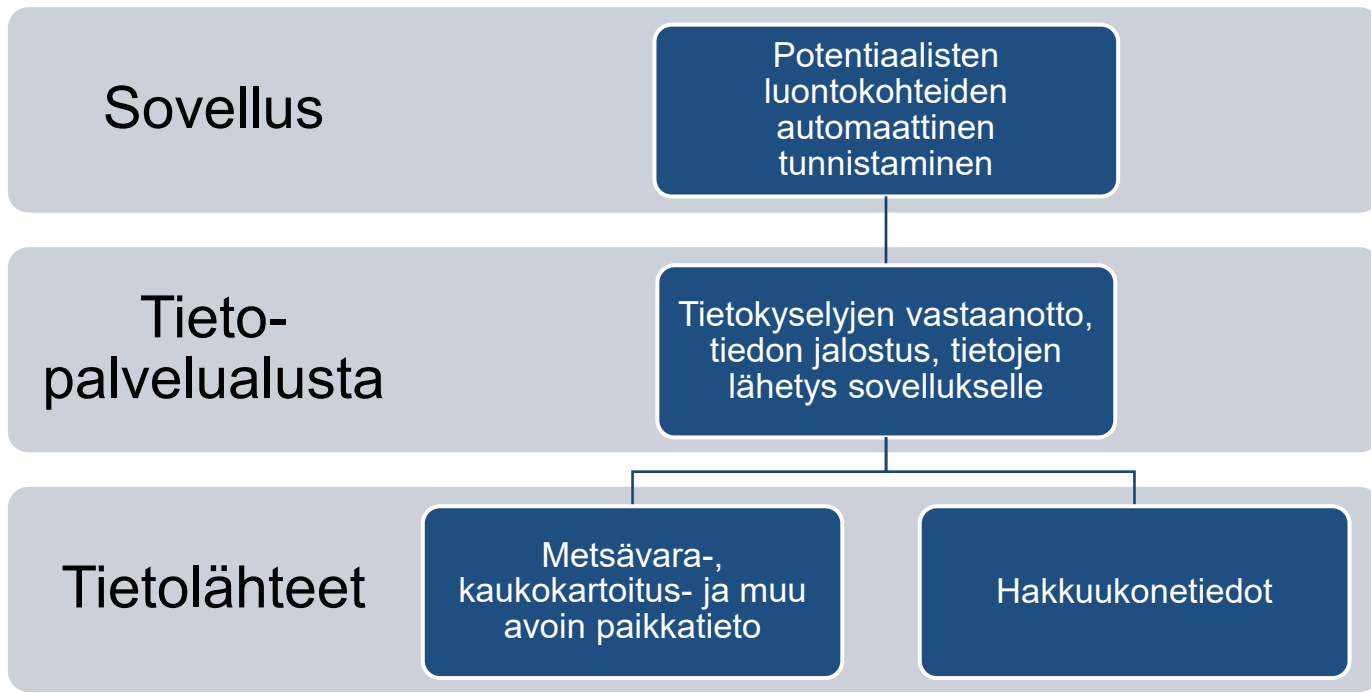 Sovellus
Potentiaalisten
luontokohteiden
automaattinen
tunnistaminen
Tieto-
palvelualusta
Tietokyselyjen vastaanotto,
tiedon jalostus, tietojen
lähetys sovellukselle
Tietolähteet
Metsävara-,
kaukokartoitus- ja muu
avoin paikkatieto
Hakkuukonetiedot